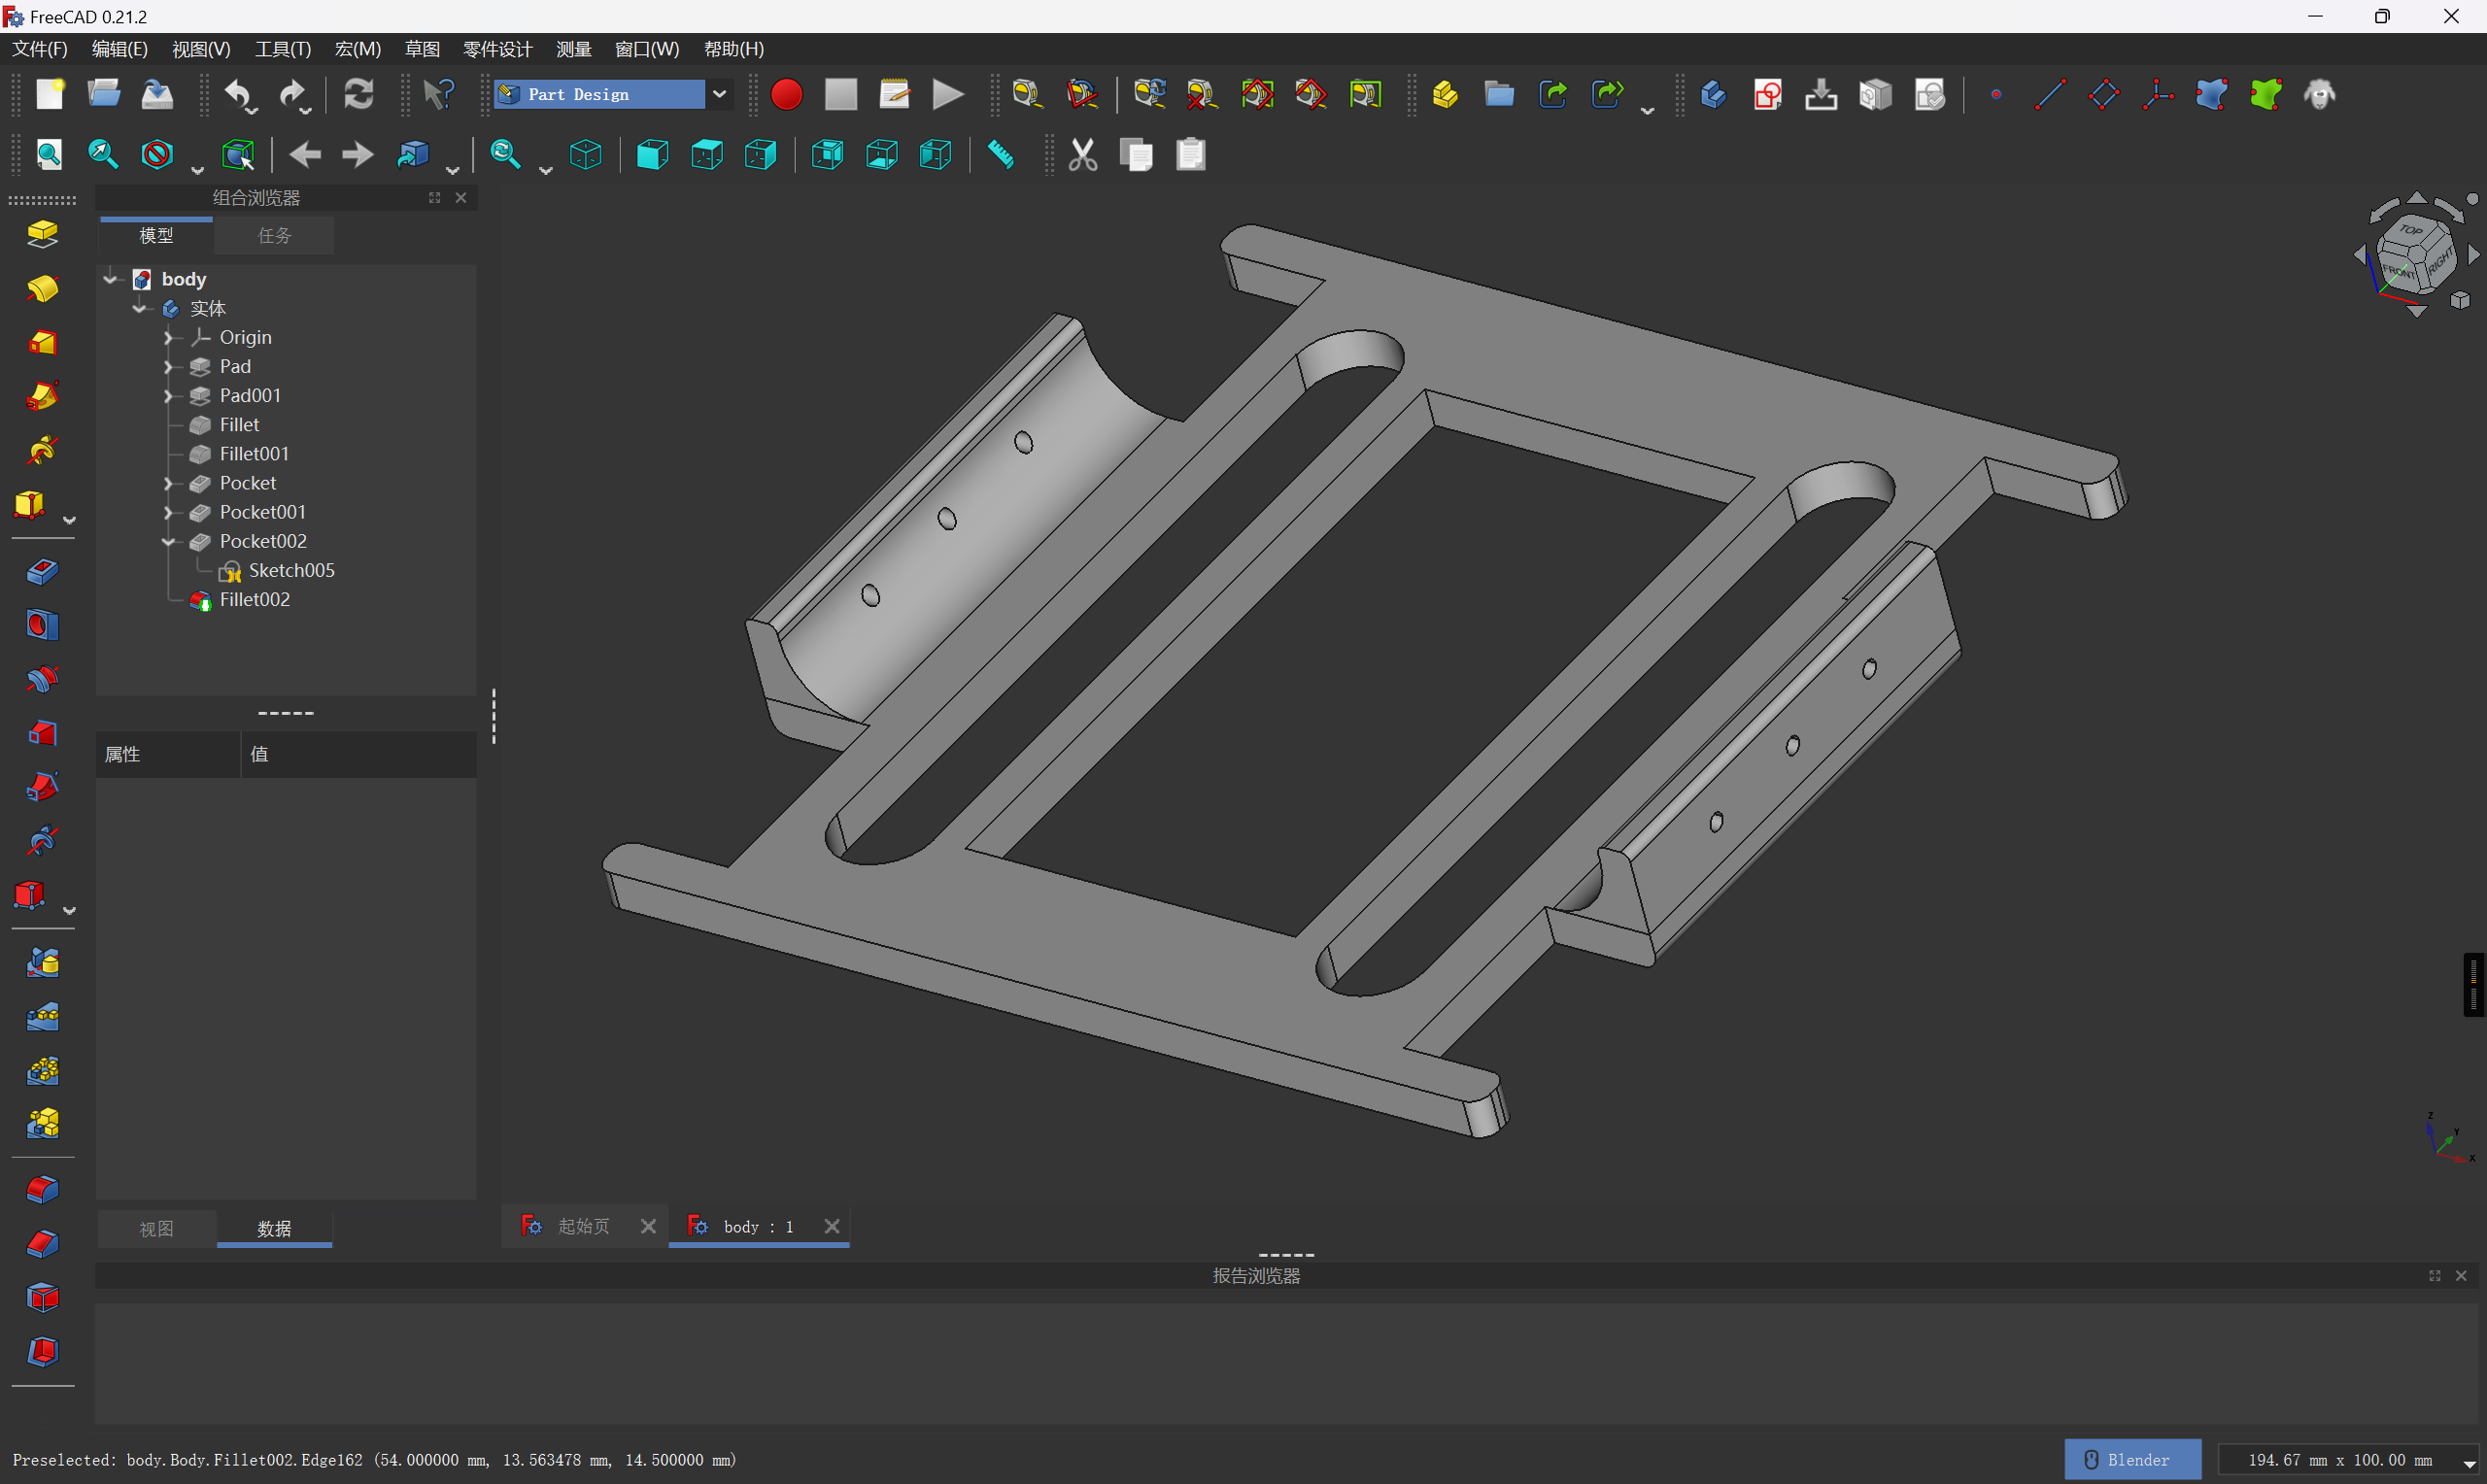 FreeCAD 0.21.2
文件(F) 编辑(E) 视图(V) 工具(T) 宏(M) 草图 零件设计 测量 窗口(W) 帮助(H)
Part Design
组合浏览器
模型 任务
body
实体
Origin
Pad
Pad001
Fillet
Fillet001
Pocket
Pocket001
Pocket002
Sketch005
Fillet002
属性 值
TOP
FRONT
RIGHT
Z
Y
X
视图 数据
起始页 body : 1
报告浏览器
Preselected: body.Body.Fillet002.Edge162 (54.000000 mm, 13.563478 mm, 14.500000 mm)
Blender 194.67 mm x 100.00 mm